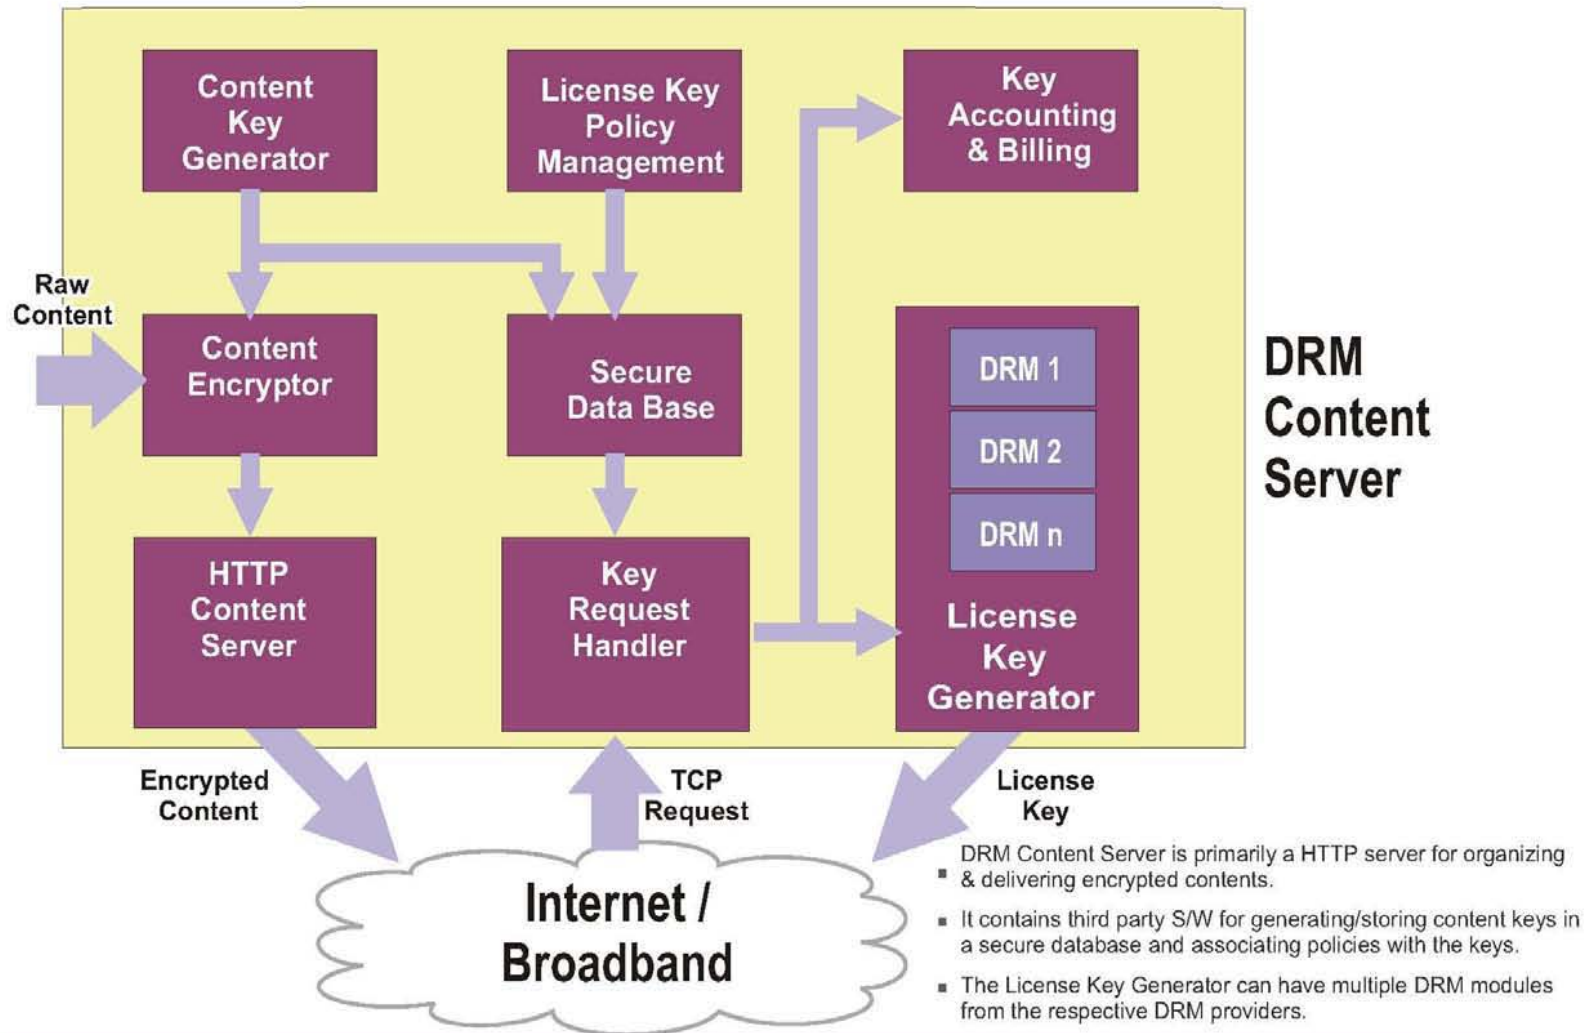 Content
Key
Generator
License Key
Policy
Management
Key
Accounting
& Billing
Raw
Content
Content
Encryptor
Secure
Data Base
DRM 1
DRM 2
DRM n
License
Key
Generator
DRM
Content
Server
HTTP
Content
Server
Key
Request
Handler
Encrypted
Content
TCP
Request
License
Key
Internet /
Broadband
▪ DRM Content Server is primarily a HTTP server for organizing
& delivering encrypted contents.
▪ It contains third party S/W for generating/storing content keys in
a secure database and associating policies with the keys.
▪ The License Key Generator can have multiple DRM modules
from the respective DRM providers.